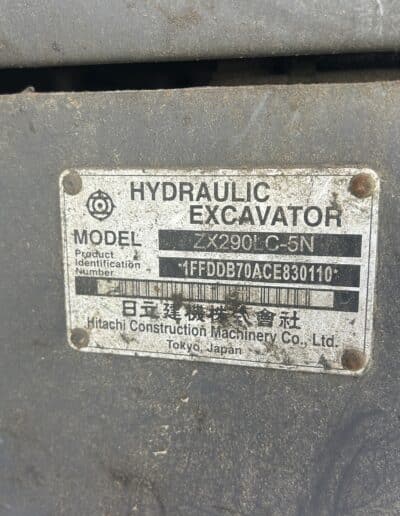 HYDRAULIC
EXCAVATOR
MODEL ZX290LC-5N
Product
Identification
Number *1FFDDB70ACE830110*
日立建機株式會社
Hitachi Construction Machinery Co., Ltd.
Tokyo, Japan